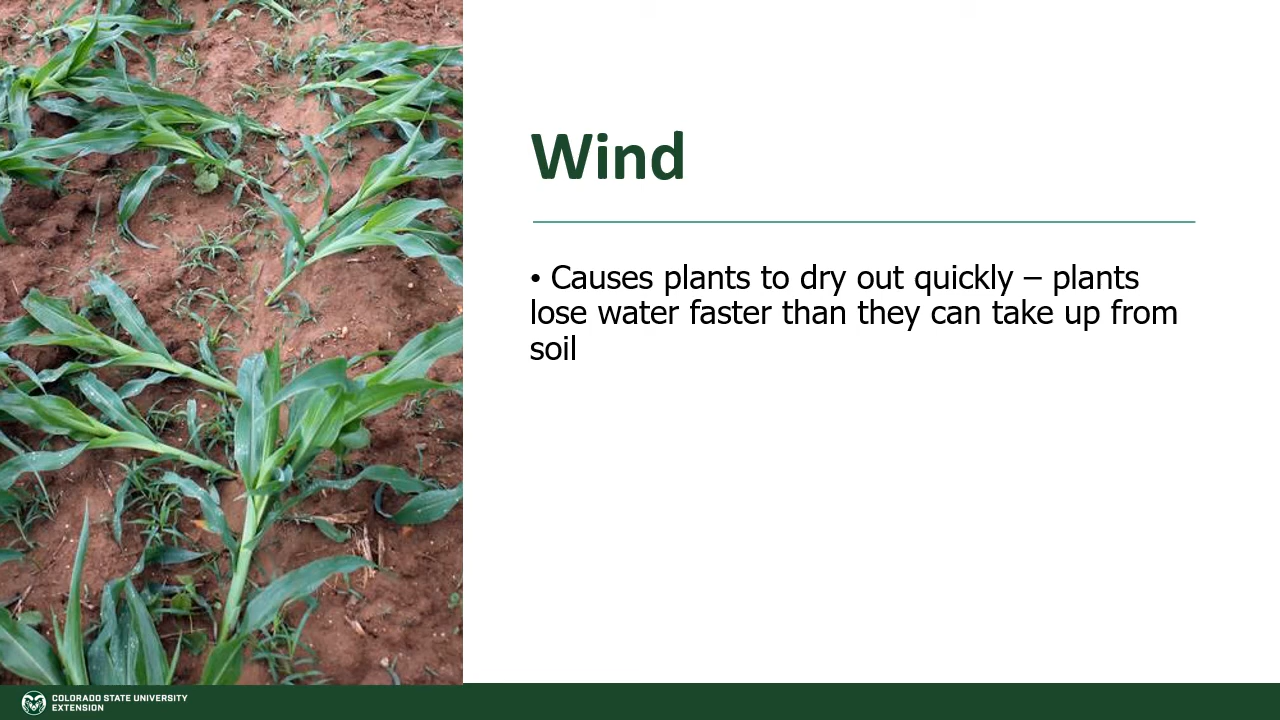 Wind
• Causes plants to dry out quickly – plants
lose water faster than they can take up from
soil
COLORADO STATE UNIVERSITY
EXTENSION